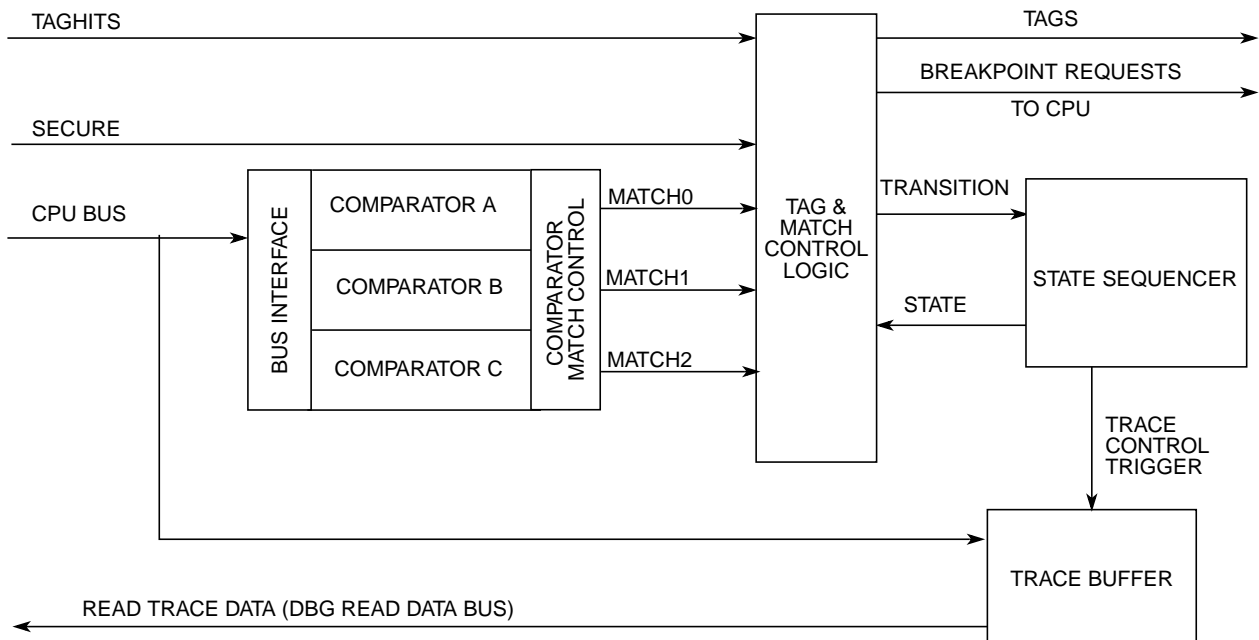 TAGHITS
TAGS
BREAKPOINT REQUESTS
TO CPU
SECURE
CPU BUS
BUS INTERFACE
COMPARATOR A
COMPARATOR B
COMPARATOR C
COMPARATOR
MATCH CONTROL
MATCH0
MATCH1
MATCH2
TAG &
MATCH
CONTROL
LOGIC
TRANSITION
STATE
STATE SEQUENCER
TRACE
CONTROL
TRIGGER
TRACE BUFFER
READ TRACE DATA (DBG READ DATA BUS)